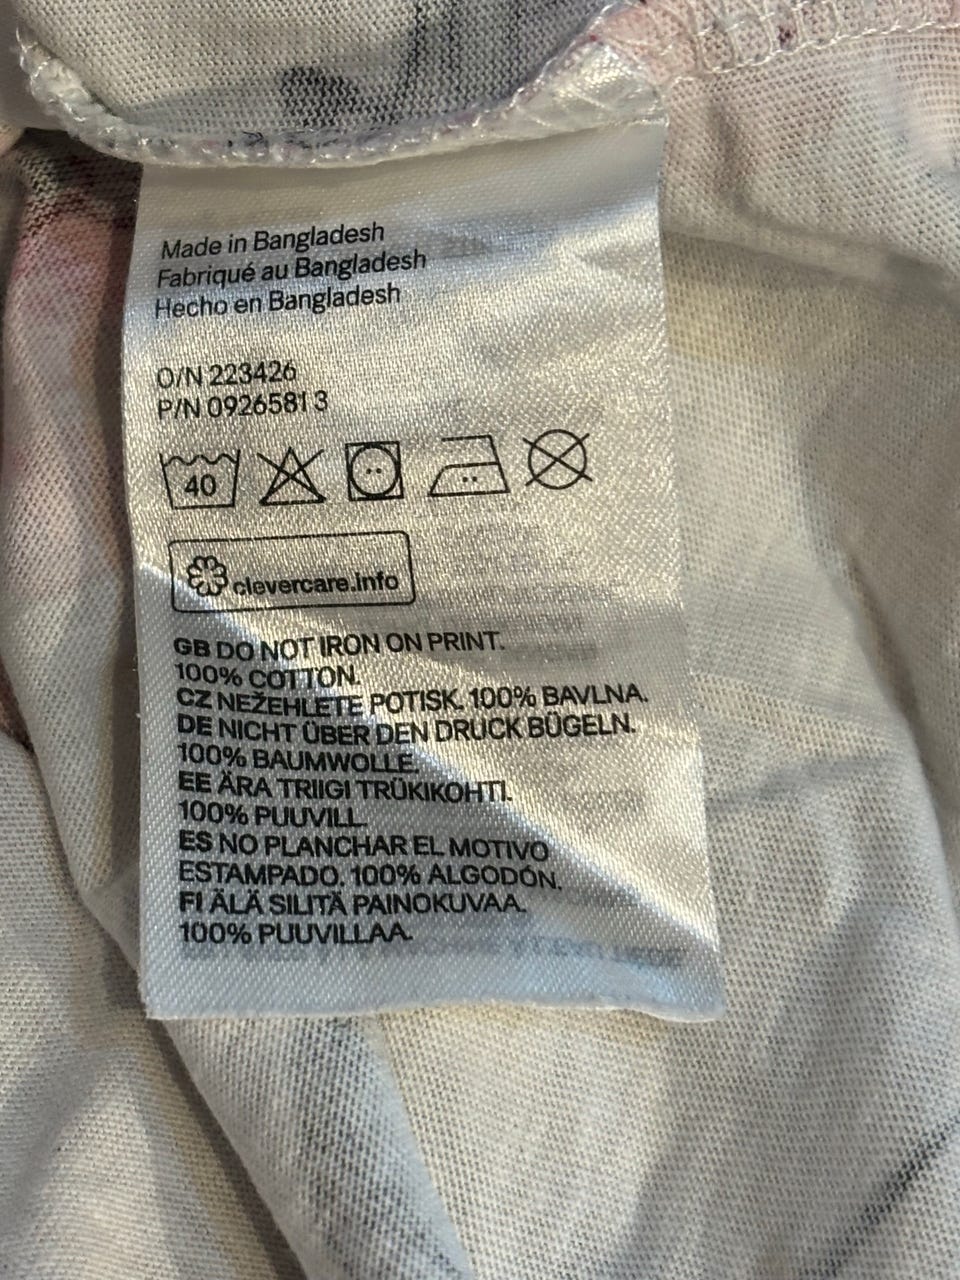 Made in Bangladesh
Fabriqué au Bangladesh
Hecho en Bangladesh
O/N 223426
P/N 09265813
40
clevercare.info
GB DO NOT IRON ON PRINT.
100% COTTON.
CZ NEŽEHLETE POTISK. 100% BAVLNA.
DE NICHT ÜBER DEN DRUCK BÜGELN.
100% BAUMWOLLE.
EE ÄRA TRIIGI TRÜKIKOHTI.
100% PUUVILL.
ES NO PLANCHAR EL MOTIVO
ESTAMPADO. 100% ALGODÓN.
FI ÄLÄ SILITÄ PAINOKUVAA.
100% PUUVILLAA.